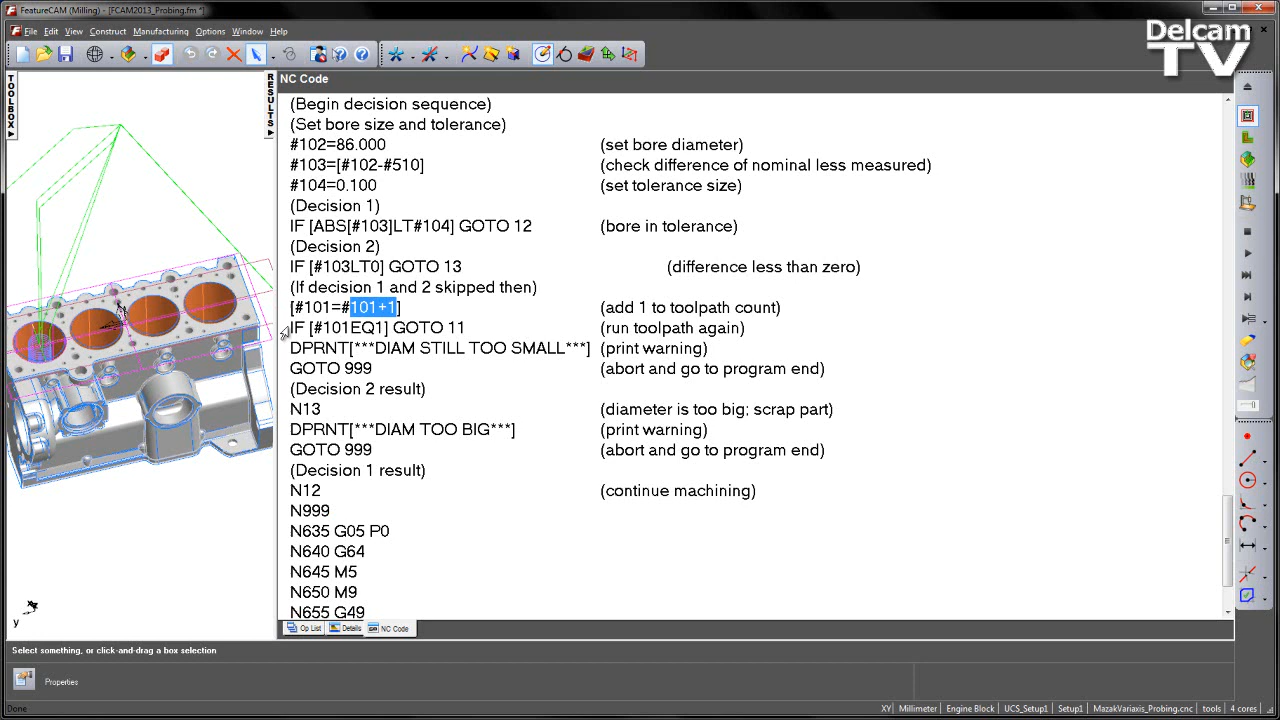 FeatureCAM (Milling) - [FCAM2013_Probing.fm *]
File Edit View Construct Manufacturing Options Window Help
Delcam
TV
TOOLBOX
RESULTS
NC Code
(Begin decision sequence)
(Set bore size and tolerance)
#102=86.000 (set bore diameter)
#103=[#102-#510] (check difference of nominal less measured)
#104=0.100 (set tolerance size)
(Decision 1)
IF [ABS[#103]LT#104] GOTO 12 (bore in tolerance)
(Decision 2)
IF [#103LT0] GOTO 13 (difference less than zero)
(If decision 1 and 2 skipped then)
[#101=#101+1] (add 1 to toolpath count)
IF [#101EQ1] GOTO 11 (run toolpath again)
DPRNT[***DIAM STILL TOO SMALL***] (print warning)
GOTO 999 (abort and go to program end)
(Decision 2 result)
N13 (diameter is too big; scrap part)
DPRNT[***DIAM TOO BIG***] (print warning)
GOTO 999 (abort and go to program end)
(Decision 1 result)
N12 (continue machining)
N999
N635 G05 P0
N640 G64
N645 M5
N650 M9
N655 G49
y
Op List Details NC Code
Select something, or click-and-drag a box selection
Properties
Done XY Millimeter Engine Block UCS_Setup1 Setup1 MazakVariaxis_Probing.cnc tools 4 cores